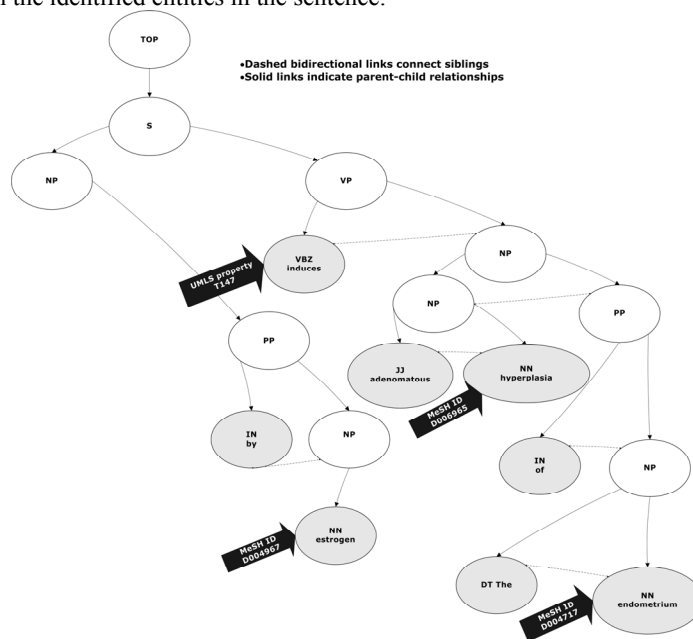 the identified entities in the sentence.
TOP
•Dashed bidirectional links connect siblings
•Solid links indicate parent-child relationships
S
NP
VP
VBZ
induces
NP
UMLS property
T147
NP
PP
PP
JJ
adenomatous
NN
hyperplasia
MeSH ID
D006965
IN
by
NP
IN
of
NP
NN
estrogen
MeSH ID
D004967
DT The
NN
endometrium
MeSH ID
D004717